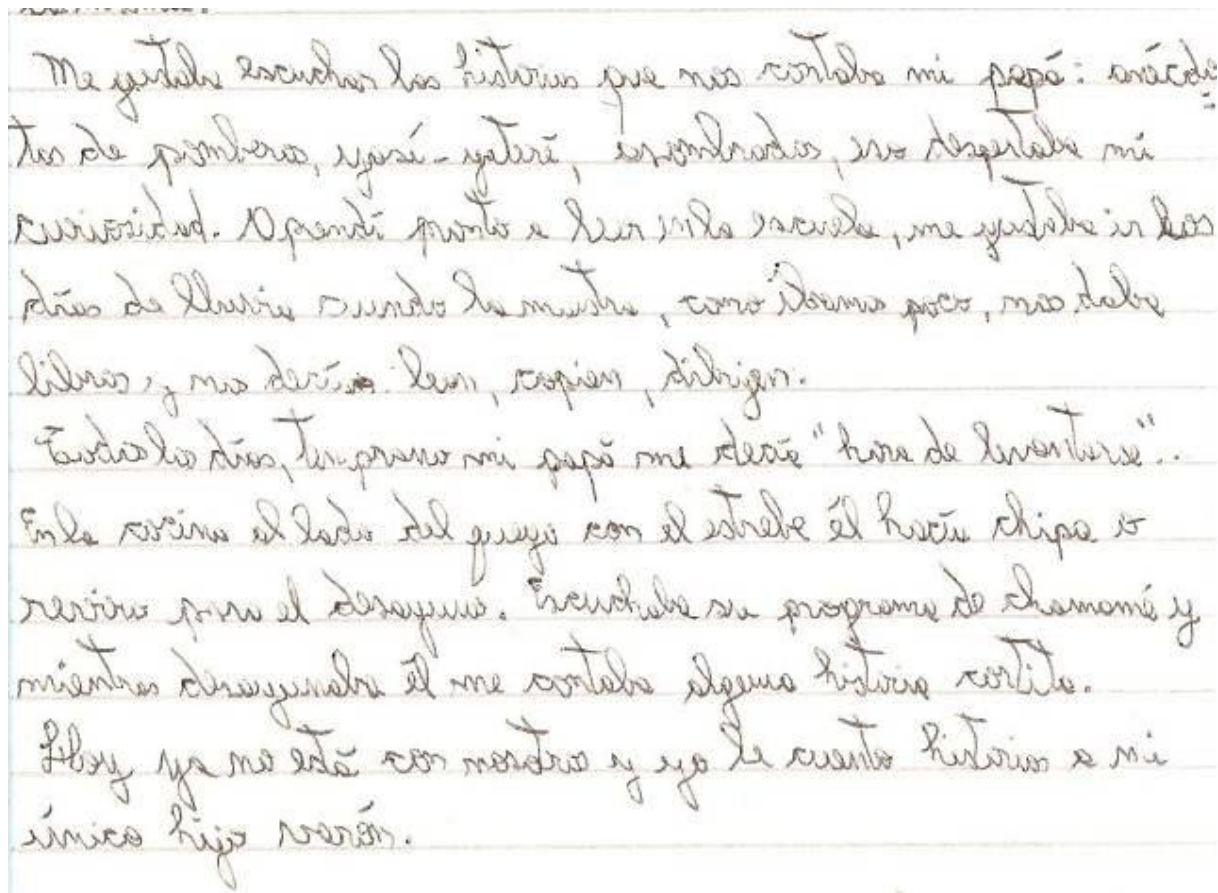 Me gustaba escuchar las historias que nos contaba mi papá: anécdo=
tas de pombero, yasí-yateré, asombrados, eso despertaba mi
curiosidad. Aprendí pronto a leer en la escuela, me gustaba ir los
días de lluvia cuando la maestra, como íbamos poco, nos daba
libros y nos decía: lean, copien, dibujen.
Todos los días, temprano mi papá me decía "hora de levantarse".
En la cocina al lado del fuego con el estrebe él hacía chipa o
reviro para el desayuno. Escuchaba su programa de chamamé y
mientras desayunaba él me contaba alguna historia cortita.
Hoy ya no está con nosotros y yo le cuento historias a mi
único hijo varón.